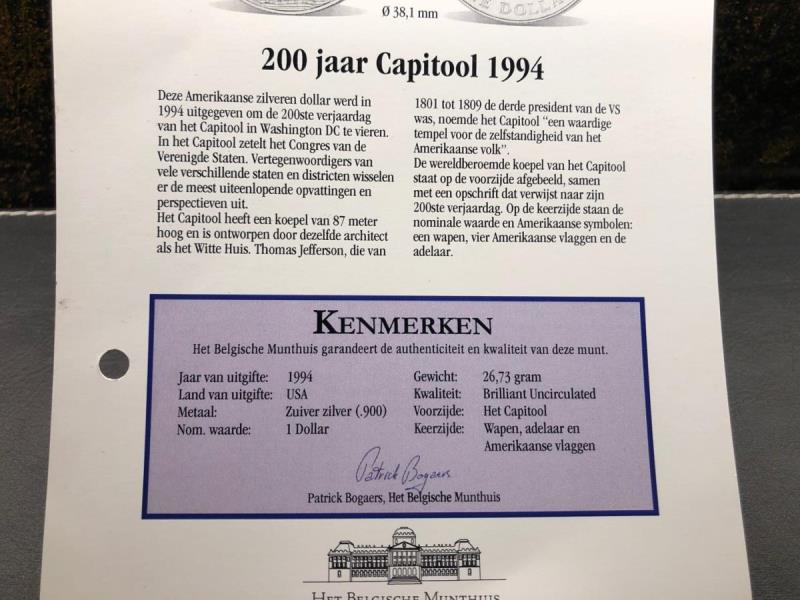 Ø 38,1 mm
NE DOLLAR
200 jaar Capitool 1994
Deze Amerikaanse zilveren dollar werd in
1994 uitgegeven om de 200ste verjaardag
van het Capitool in Washington DC te vieren.
In het Capitool zetelt het Congres van de
Verenigde Staten. Vertegenwoordigers van
vele verschillende staten en districten wisselen
er de meest uiteenlopende opvattingen en
perspectieven uit.
Het Capitool heeft een koepel van 87 meter
hoog en is ontworpen door dezelfde architect
als het Witte Huis. Thomas Jefferson, die van
1801 tot 1809 de derde president van de VS
was, noemde het Capitool “een waardige
tempel voor de zelfstandigheid van het
Amerikaanse volk”.
De wereldberoemde koepel van het Capitool
staat op de voorzijde afgebeeld, samen
met een opschrift dat verwijst naar zijn
200ste verjaardag. Op de keerzijde staan de
nominale waarde en Amerikaanse symbolen:
een wapen, vier Amerikaanse vlaggen en de
adelaar.
KENMERKEN
Het Belgische Munthuis garandeert de authenticiteit en kwaliteit van deze munt.
Jaar van uitgifte: 1994
Land van uitgifte: USA
Metaal: Zuiver zilver (.900)
Nom. waarde: 1 Dollar
Gewicht: 26,73 gram
Kwaliteit: Brilliant Uncirculated
Voorzijde: Het Capitool
Keerzijde: Wapen, adelaar en
Amerikaanse vlaggen
Patrick Bogaers
Patrick Bogaers, Het Belgische Munthuis
HET BELGISCHE MUNTHUIS